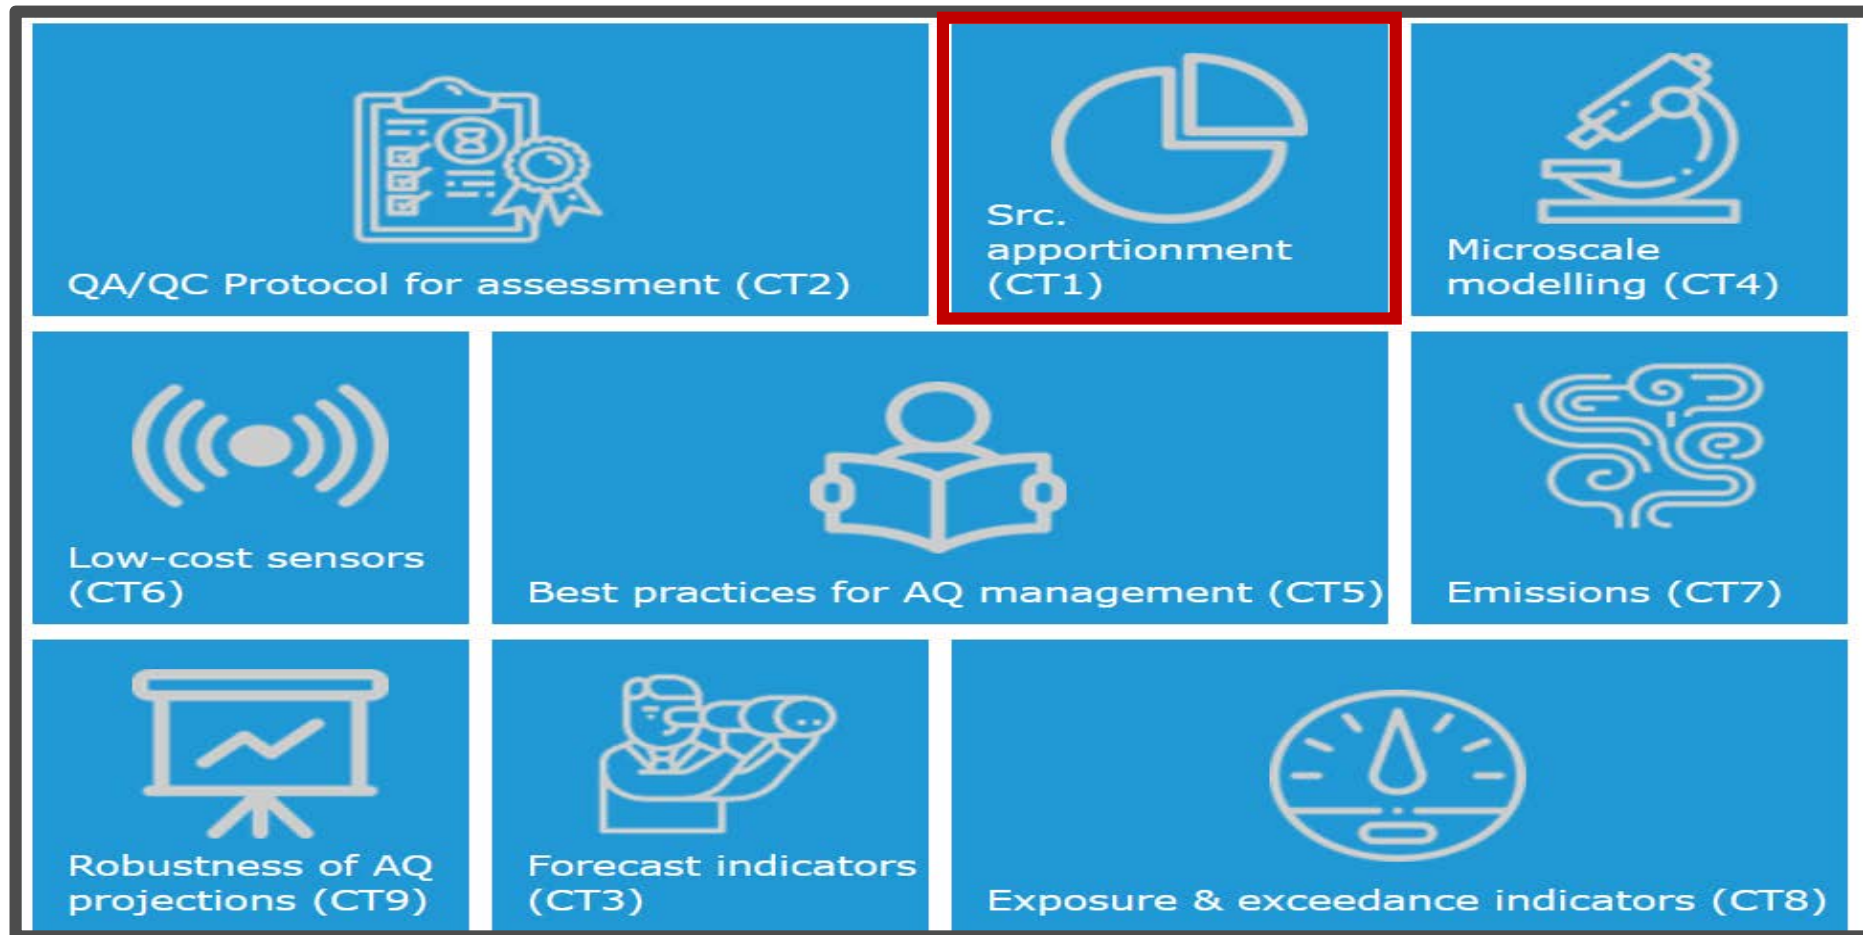 QA/QC Protocol for assessment (CT2)
Src.
apportionment
(CT1)
Microscale
modelling (CT4)
Low-cost sensors
(CT6)
Best practices for AQ management (CT5)
Emissions (CT7)
Robustness of AQ
projections (CT9)
Forecast indicators
(CT3)
Exposure & exceedance indicators (CT8)